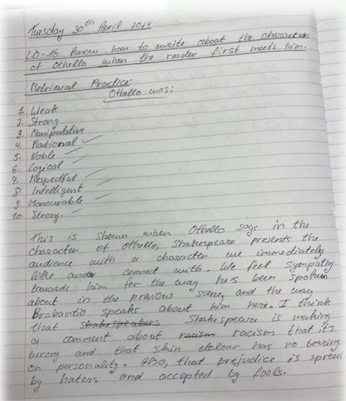 Tuesday 30th April 2024
L.O: To know how to write about the character
of Othello when the reader first meets him.
Retrieval Practice:
Othello was:
1. Weak
2. Strong
3. Manipulative
4. Rational
5. Noble
6. Logical
7. Respectful
8. Intelligent
9. Honourable
10. Strong.
This is shown when Othello says in the
character of Othello, Shakespeare presents the
audience with a character we immediately
like and connect with. We feel sympathy
towards him for the way he's been spoken
about in the previous scene, and the way
Brabantio speaks about him here. I think
that Shakespeare is making
a comment about racism racism that it's
wrong and that skin colour has no bearing
on personality. Also, that prejudice is spread
by haters and accepted by fools.